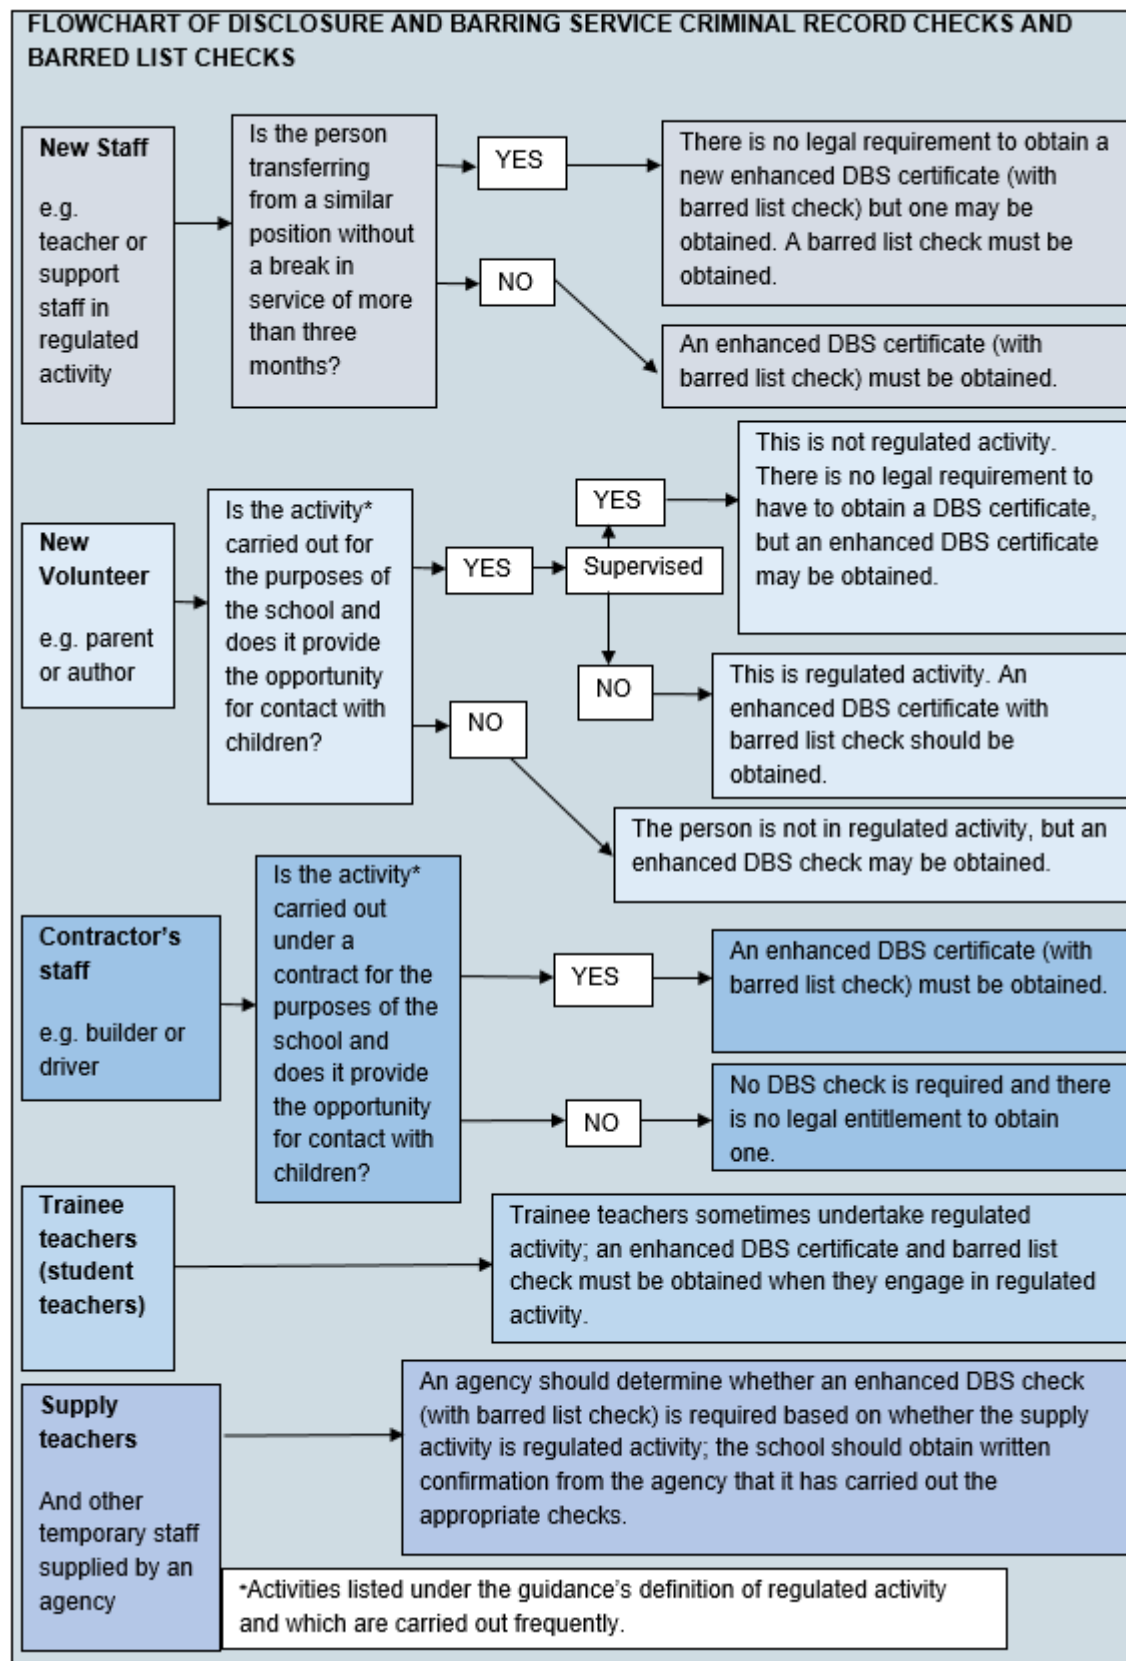 FLOWCHART OF DISCLOSURE AND BARRING SERVICE CRIMINAL RECORD CHECKS AND
BARRED LIST CHECKS
New Staff
e.g.
teacher or
support
staff in
regulated
activity
Is the person
transferring
from a similar
position without
a break in
service of more
than three
months?
YES
There is no legal requirement to obtain a
new enhanced DBS certificate (with
barred list check) but one may be
obtained. A barred list check must be
obtained.
NO
An enhanced DBS certificate (with
barred list check) must be obtained.
New
Volunteer
e.g. parent
or author
Is the activity*
carried out for
the purposes of
the school and
does it provide
the opportunity
for contact with
children?
YES
Supervised
YES
This is not regulated activity.
There is no legal requirement to
have to obtain a DBS certificate,
but an enhanced DBS certificate
may be obtained.
NO
This is regulated activity. An
enhanced DBS certificate with
barred list check should be
obtained.
NO
The person is not in regulated activity, but an
enhanced DBS check may be obtained.
Contractor's
staff
e.g. builder or
driver
Is the activity*
carried out
under a
contract for the
purposes of the
school and
does it provide
the opportunity
for contact with
children?
YES
An enhanced DBS certificate (with
barred list check) must be obtained.
NO
No DBS check is required and there
is no legal entitlement to obtain
one.
Trainee
teachers
(student
teachers)
Trainee teachers sometimes undertake regulated
activity; an enhanced DBS certificate and barred list
check must be obtained when they engage in regulated
activity.
Supply
teachers
And other
temporary staff
supplied by an
agency
An agency should determine whether an enhanced DBS check
(with barred list check) is required based on whether the supply
activity is regulated activity; the school should obtain written
confirmation from the agency that it has carried out the
appropriate checks.
*Activities listed under the guidance's definition of regulated activity
and which are carried out frequently.